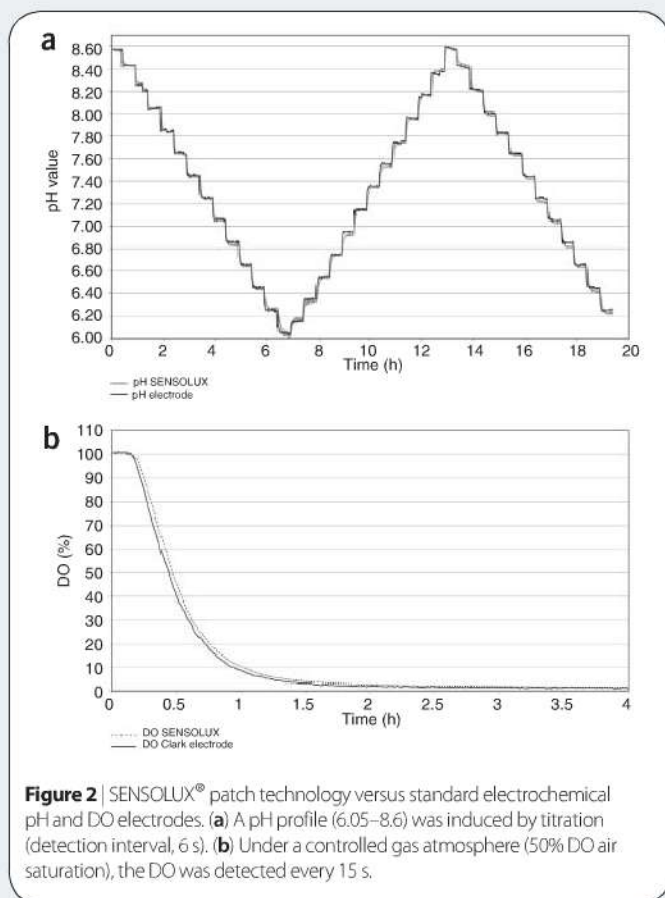 a
8.60
8.40
8.20
8.00
7.80
7.60
7.40
7.20
7.00
6.80
6.60
6.40
6.20
6.00
pH value
0 2 4 6 8 10 12 14 16 18 20
Time (h)
pH SENSOLUX
pH electrode
b
110
100
90
80
70
60
50
40
30
20
10
0
DO (%)
0 0.5 1 1.5 2 2.5 3 3.5 4
Time (h)
DO SENSOLUX
DO Clark electrode
Figure 2 | SENSOLUX® patch technology versus standard electrochemical
pH and DO electrodes. (a) A pH profile (6.05–8.6) was induced by titration
(detection interval, 6 s). (b) Under a controlled gas atmosphere (50% DO air
saturation), the DO was detected every 15 s.